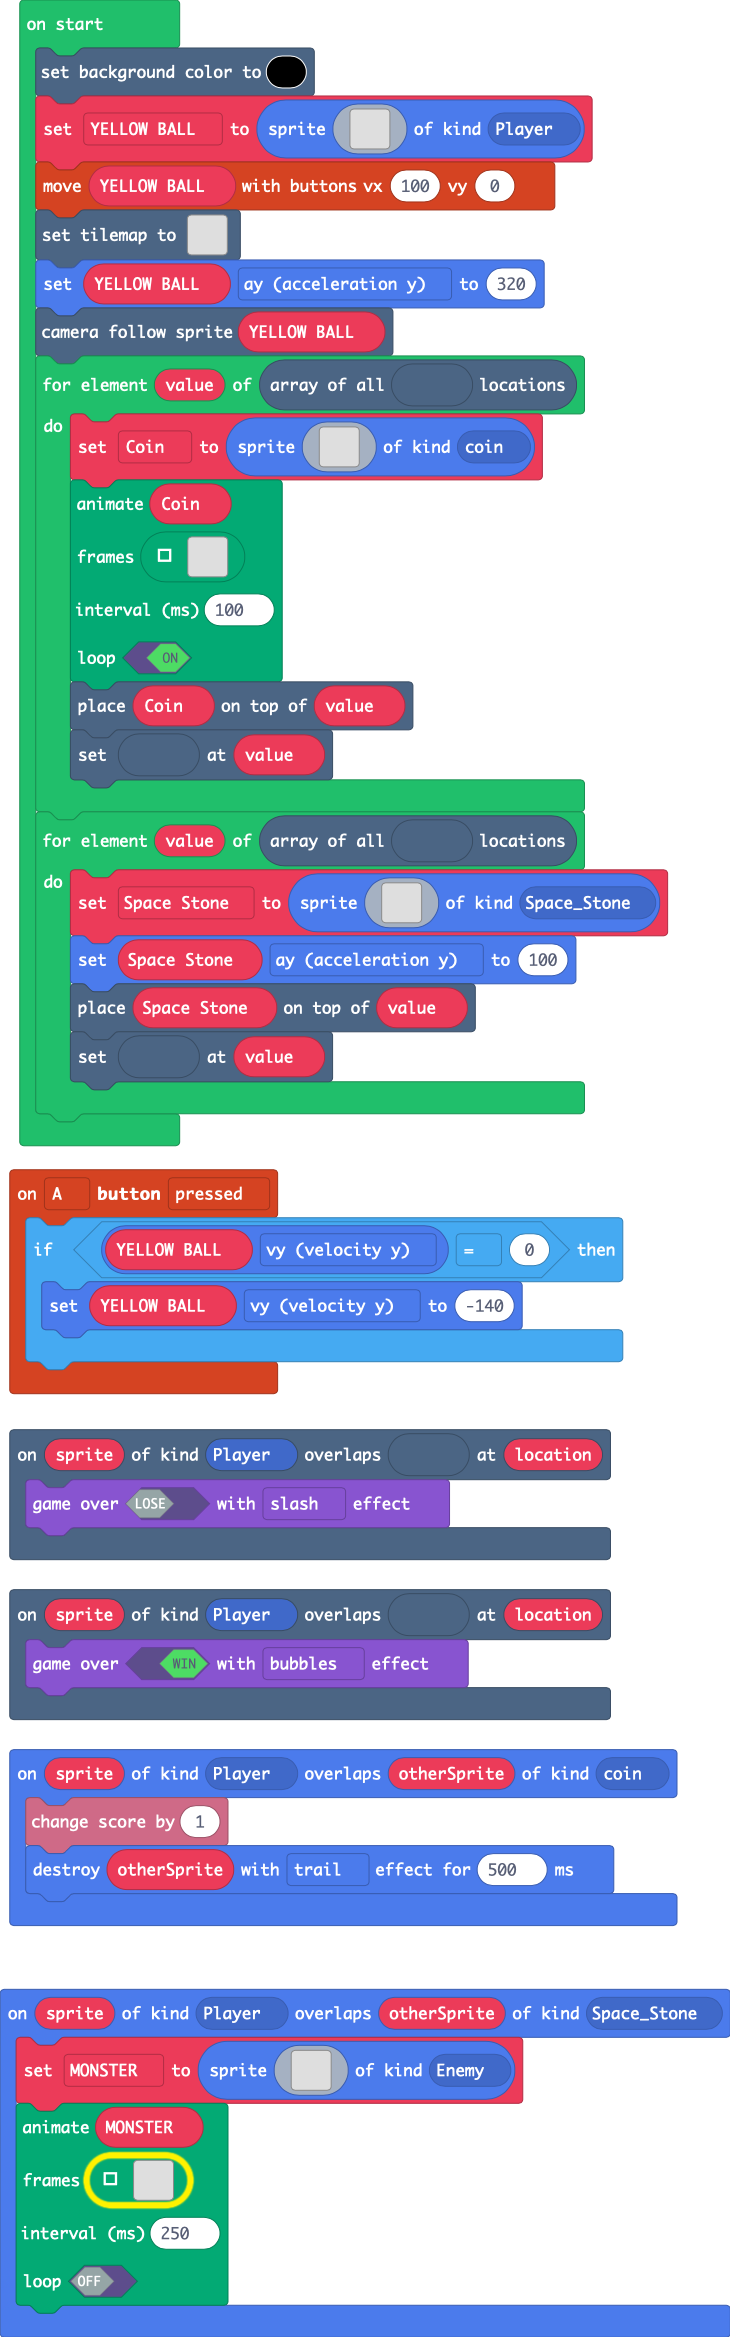 on start
set background color to
set YELLOW BALL to sprite of kind Player
move YELLOW BALL with buttons vx 100 vy 0
set tilemap to
set YELLOW BALL ay (acceleration y) to 320
camera follow sprite YELLOW BALL
for element value of array of all locations
do
set Coin to sprite of kind coin
animate Coin
frames
interval (ms) 100
loop ON
place Coin on top of value
set at value
for element value of array of all locations
do
set Space Stone to sprite of kind Space_Stone
set Space Stone ay (acceleration y) to 100
place Space Stone on top of value
set at value
on A button pressed
if YELLOW BALL vy (velocity y) = 0 then
set YELLOW BALL vy (velocity y) to -140
on sprite of kind Player overlaps at location
game over LOSE with slash effect
on sprite of kind Player overlaps at location
game over WIN with bubbles effect
on sprite of kind Player overlaps otherSprite of kind coin
change score by 1
destroy otherSprite with trail effect for 500 ms
on sprite of kind Player overlaps otherSprite of kind Space_Stone
set MONSTER to sprite of kind Enemy
animate MONSTER
frames
interval (ms) 250
loop OFF